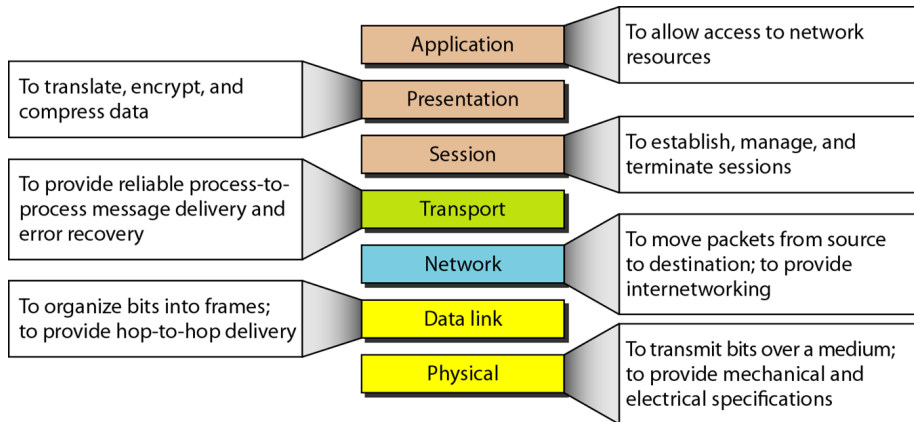 Application
To allow access to network
resources
To translate, encrypt, and
compress data
Presentation
Session
To establish, manage, and
terminate sessions
To provide reliable process-to-
process message delivery and
error recovery
Transport
Network
To move packets from source
to destination; to provide
internetworking
To organize bits into frames;
to provide hop-to-hop delivery
Data link
Physical
To transmit bits over a medium;
to provide mechanical and
electrical specifications